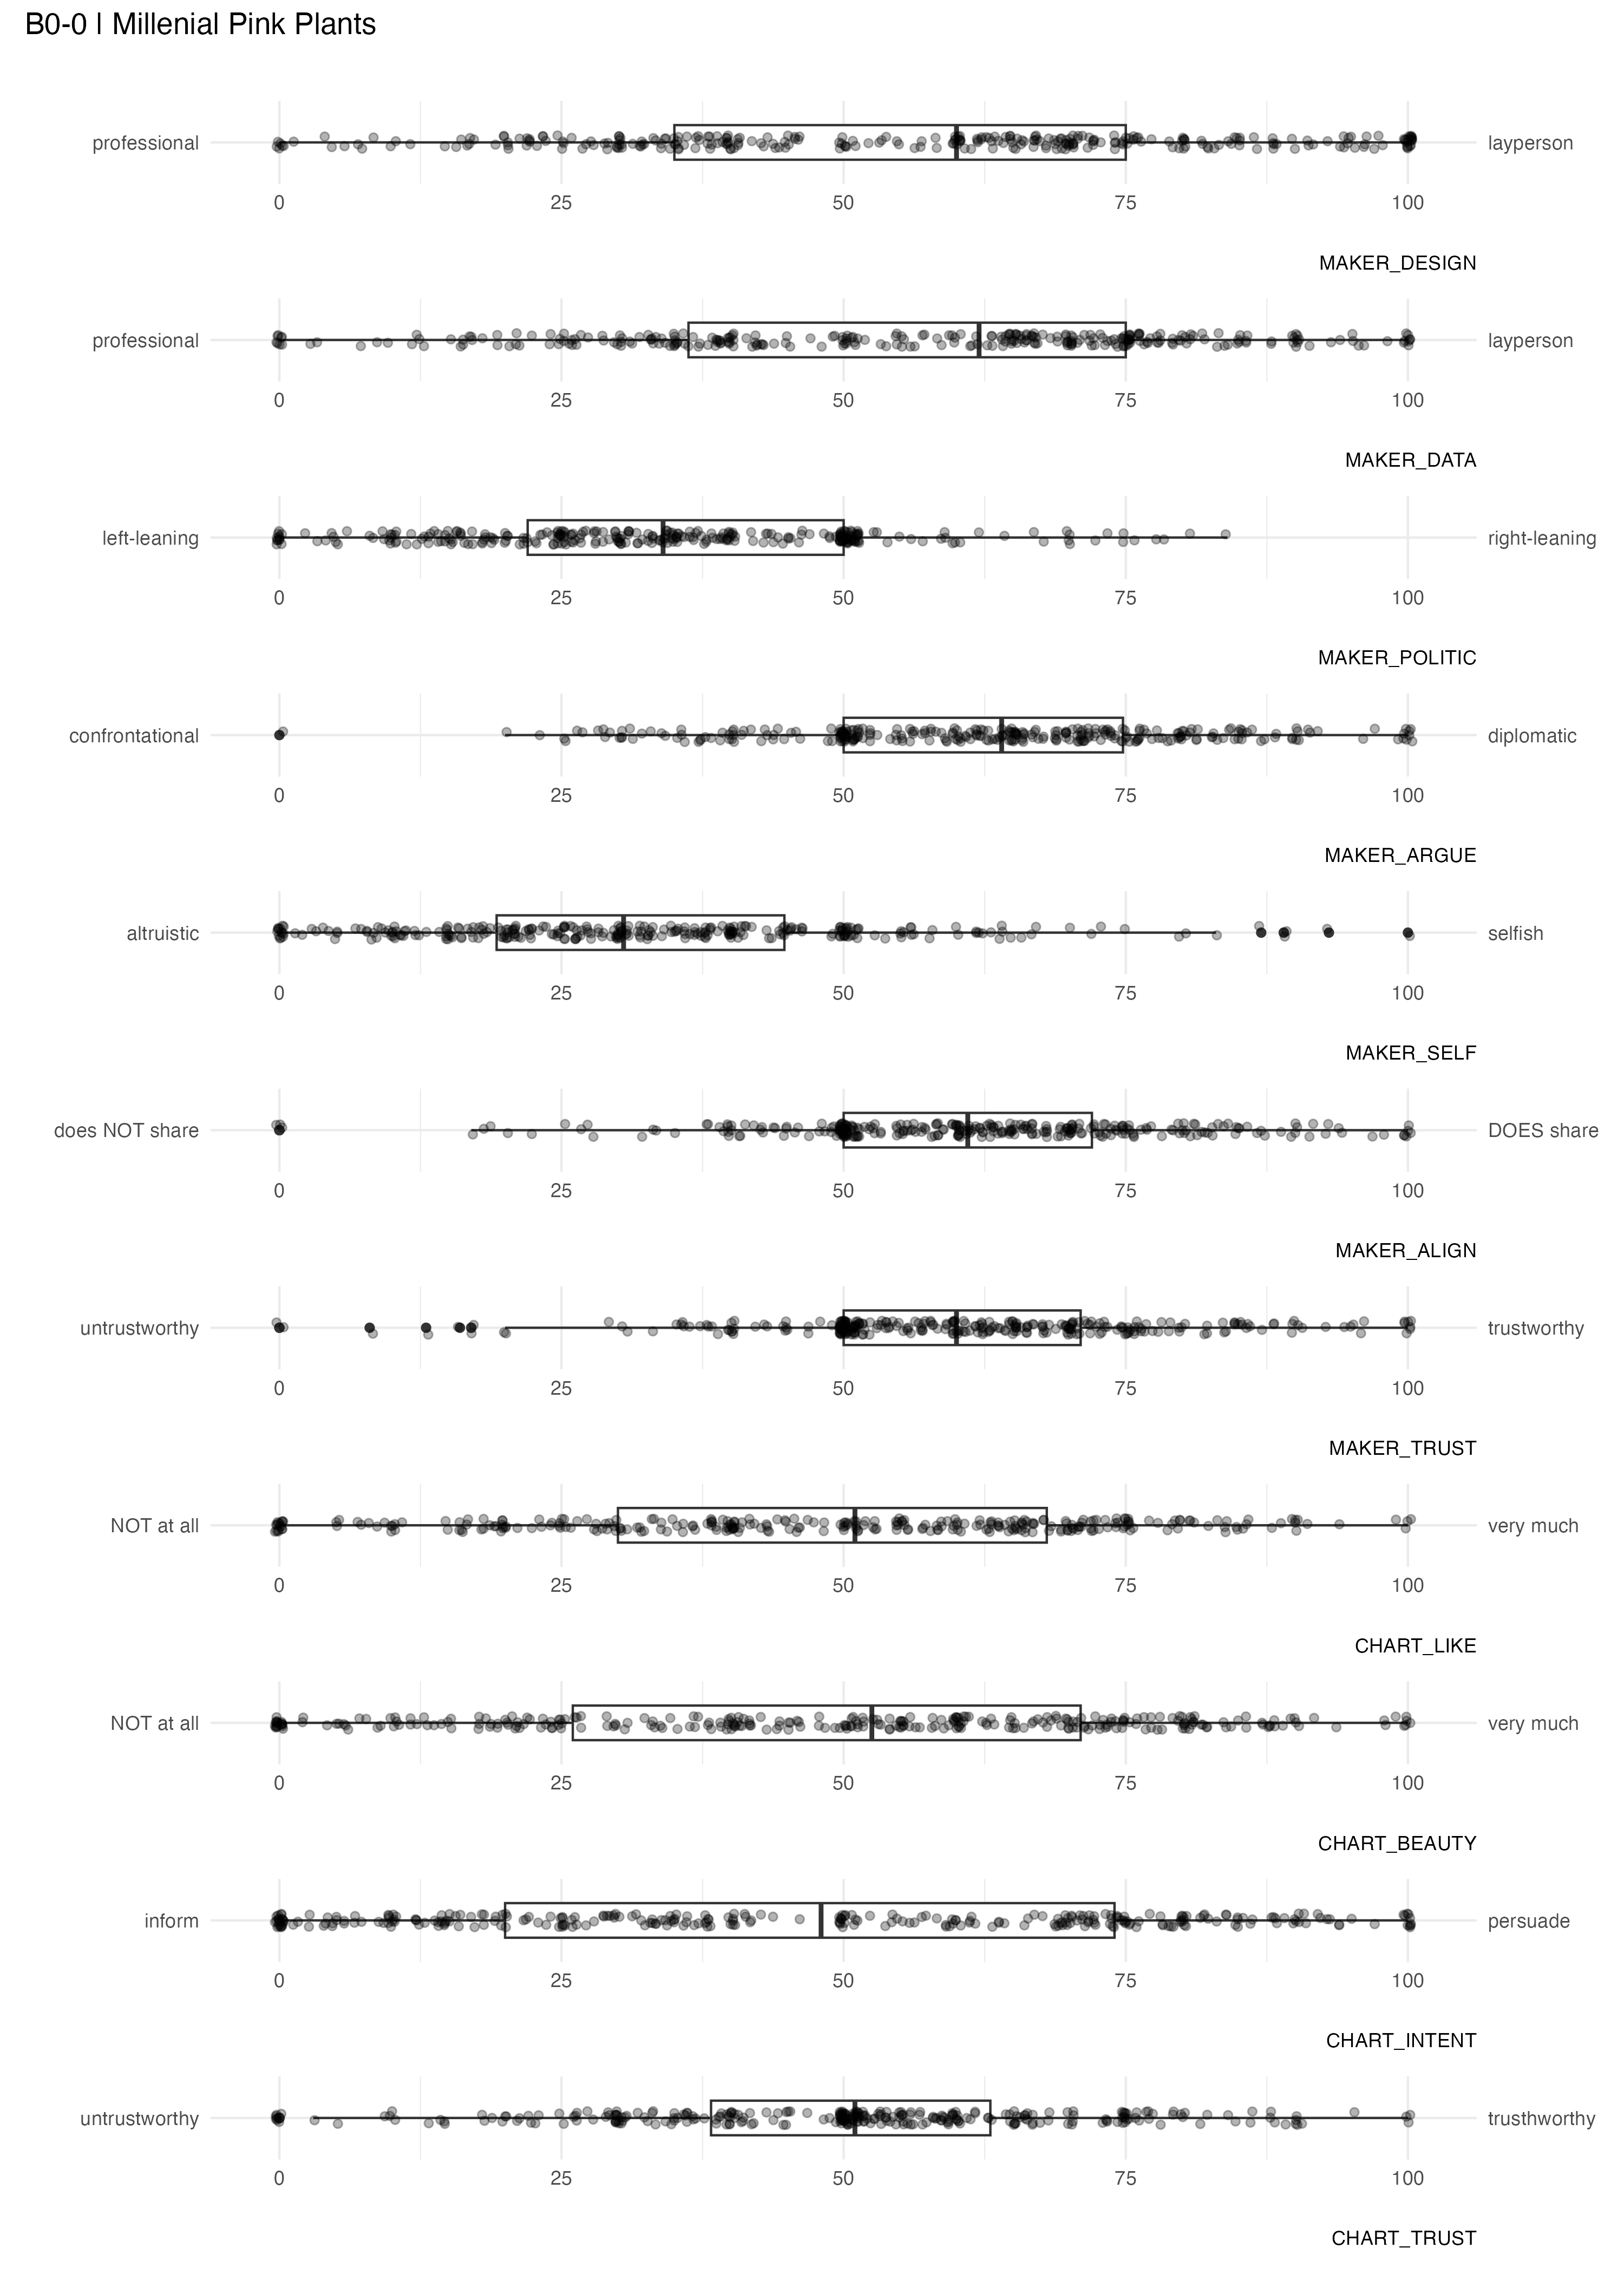 B0-0 | Millenial Pink Plants
professional layperson
0 25 50 75 100
MAKER_DESIGN
professional layperson
0 25 50 75 100
MAKER_DATA
left-leaning right-leaning
0 25 50 75 100
MAKER_POLITIC
confrontational diplomatic
0 25 50 75 100
MAKER_ARGUE
altruistic selfish
0 25 50 75 100
MAKER_SELF
does NOT share DOES share
0 25 50 75 100
MAKER_ALIGN
untrustworthy trustworthy
0 25 50 75 100
MAKER_TRUST
NOT at all very much
0 25 50 75 100
CHART_LIKE
NOT at all very much
0 25 50 75 100
CHART_BEAUTY
inform persuade
0 25 50 75 100
CHART_INTENT
untrustworthy trusthworthy
0 25 50 75 100
CHART_TRUST